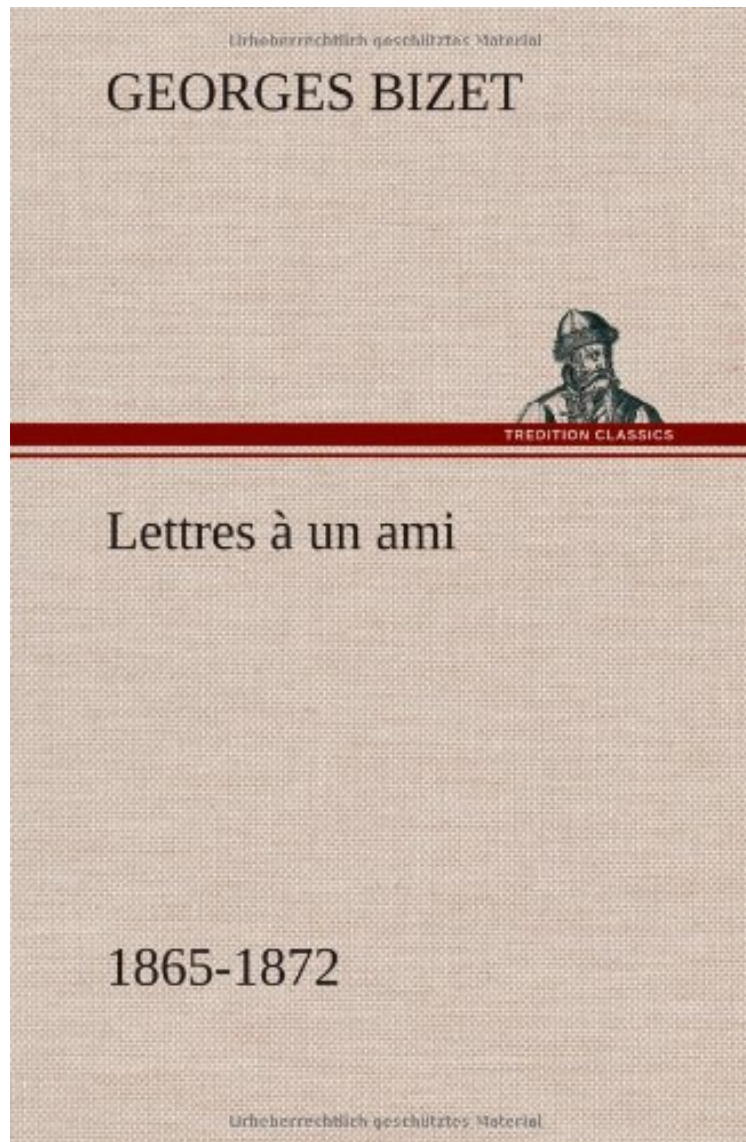 Urheberrechtlich geschütztes Material
GEORGES BIZET
TREDITION CLASSICS
Lettres à un ami
1865-1872
Urheberrechtlich geschütztes Material